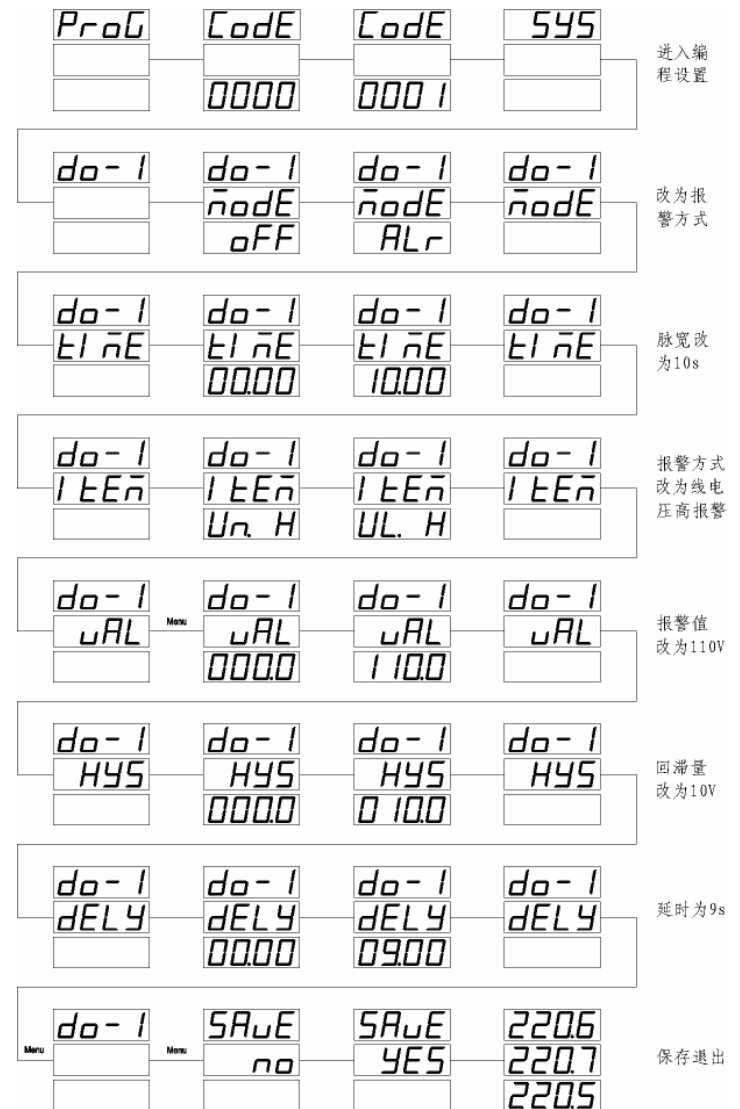 ProG CodE CodE SYS
0000 0001
进入编
程设置
do-1 do-1 do-1 do-1
modE modE modE
oFF ALr
改为报
警方式
do-1 do-1 do-1 do-1
tImE tImE tImE tImE
00.00 10.00
脉宽改
为10s
do-1 do-1 do-1 do-1
ItEm ItEm ItEm ItEm
Un. H UL. H
报警方式
改为线电
压高报警
do-1 do-1 do-1 do-1
vAL Menu vAL vAL vAL
000.0 110.0
报警值
改为110V
do-1 do-1 do-1 do-1
HYS HYS HYS HYS
000.0 010.0
回滞量
改为10V
do-1 do-1 do-1 do-1
dELY dELY dELY dELY
00.00 09.00
延时为9s
do-1 SAvE SAvE 220.6
Menu Menu no YES 220.7
220.5
保存退出